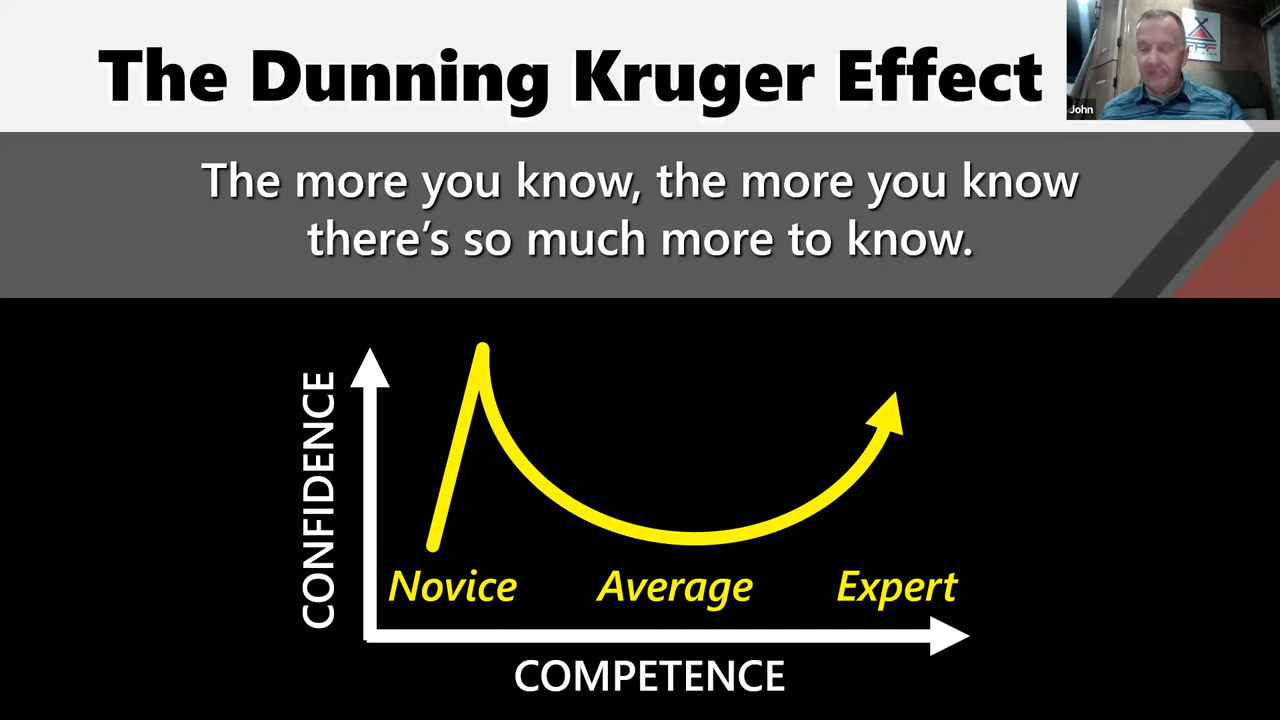 The Dunning Kruger Effect
John
The more you know, the more you know
there's so much more to know.
CONFIDENCE
Novice Average Expert
COMPETENCE